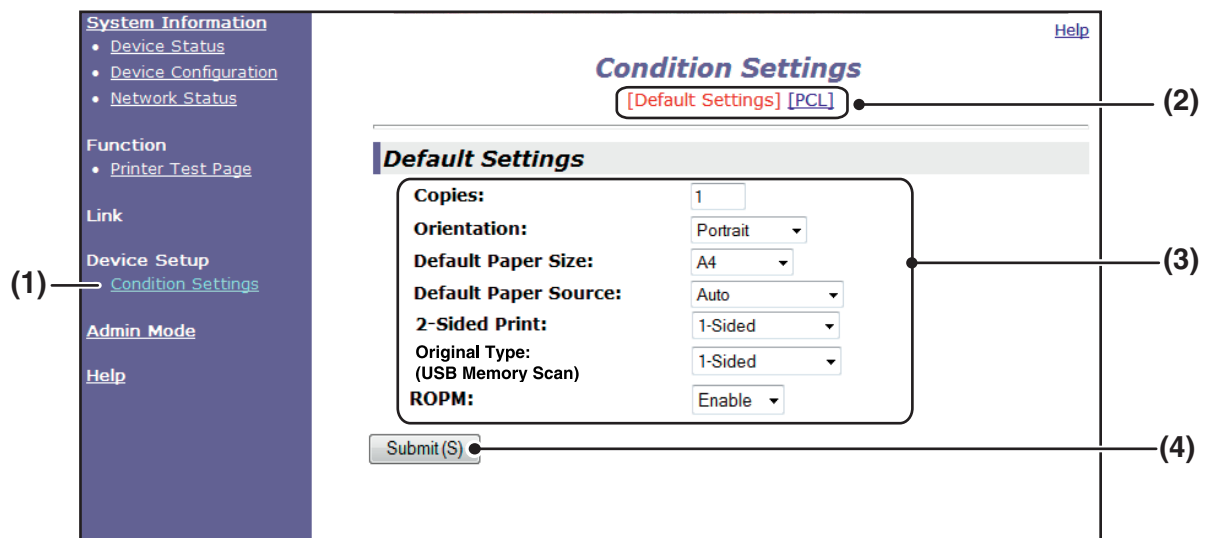 System Information
• Device Status
• Device Configuration
• Network Status
Function
• Printer Test Page
Link
Device Setup
(1)
Condition Settings
Admin Mode
Help
Help
Condition Settings
[Default Settings] [PCL]
(2)
Default Settings
Copies: 1
Orientation: Portrait
Default Paper Size: A4
(3)
Default Paper Source: Auto
2-Sided Print: 1-Sided
Original Type:
(USB Memory Scan) 1-Sided
ROPM: Enable
Submit(S)
(4)